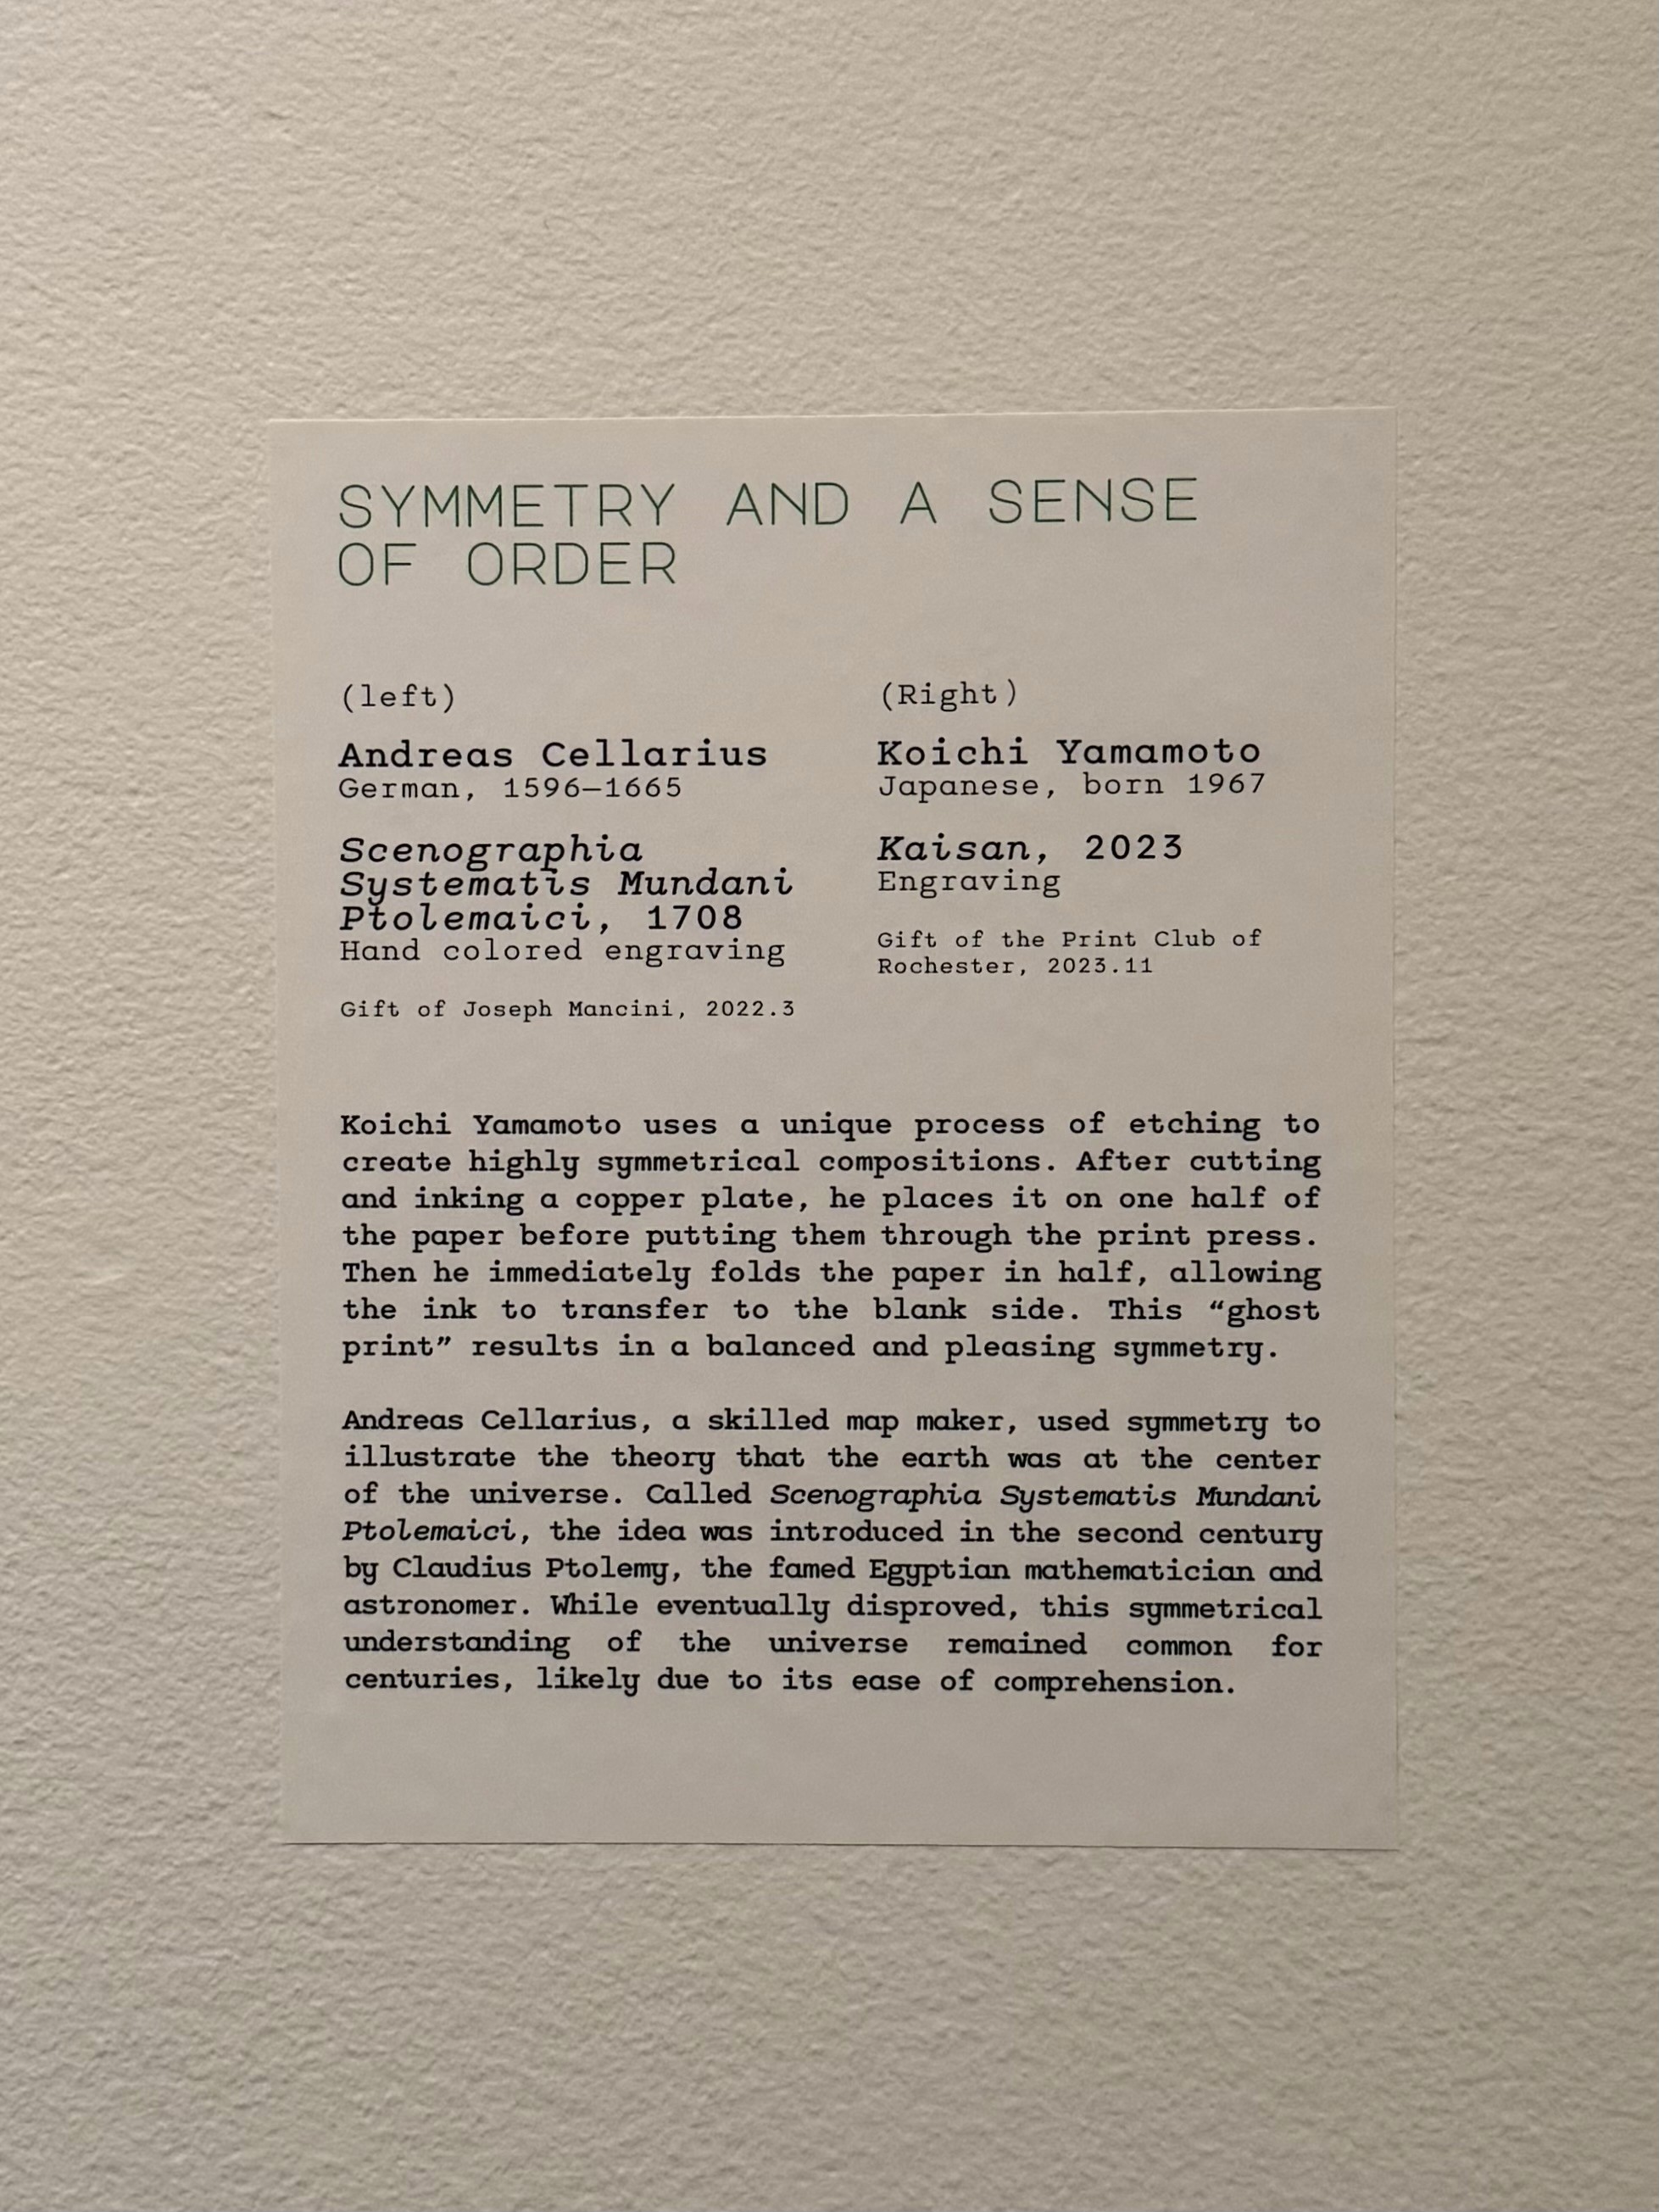 SYMMETRY AND A SENSE
OF ORDER
(left)
Andreas Cellarius
German, 1596–1665
Scenographia
Systematis Mundani
Ptolemaici, 1708
Hand colored engraving
Gift of Joseph Mancini, 2022.3
(Right)
Koichi Yamamoto
Japanese, born 1967
Kaisan, 2023
Engraving
Gift of the Print Club of
Rochester, 2023.11
Koichi Yamamoto uses a unique process of etching to
create highly symmetrical compositions. After cutting
and inking a copper plate, he places it on one half of
the paper before putting them through the print press.
Then he immediately folds the paper in half, allowing
the ink to transfer to the blank side. This “ghost
print” results in a balanced and pleasing symmetry.
Andreas Cellarius, a skilled map maker, used symmetry to
illustrate the theory that the earth was at the center
of the universe. Called Scenographia Systematis Mundani
Ptolemaici, the idea was introduced in the second century
by Claudius Ptolemy, the famed Egyptian mathematician and
astronomer. While eventually disproved, this symmetrical
understanding of the universe remained common for
centuries, likely due to its ease of comprehension.